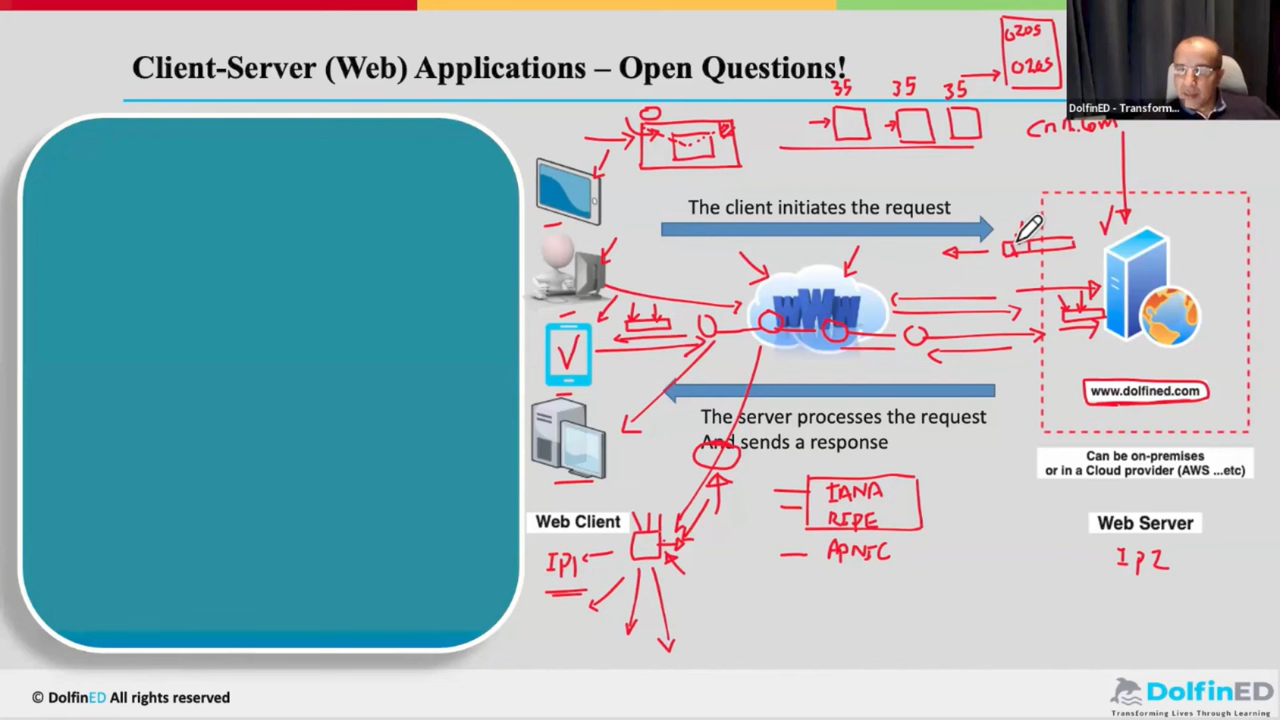 Client-Server (Web) Applications – Open Questions!
35
35
35
0205
0205
DolfinED - Transform...
cnn.com
The client initiates the request
www
www.dolfined.com
The server processes the request
And sends a response
Can be on-premises
or in a Cloud provider (AWS ...etc)
IANA
RIPE
APNIC
Web Client
Web Server
IP1
IP2
© DolfinED All rights reserved
DolfinED
Transforming Lives Through Learning